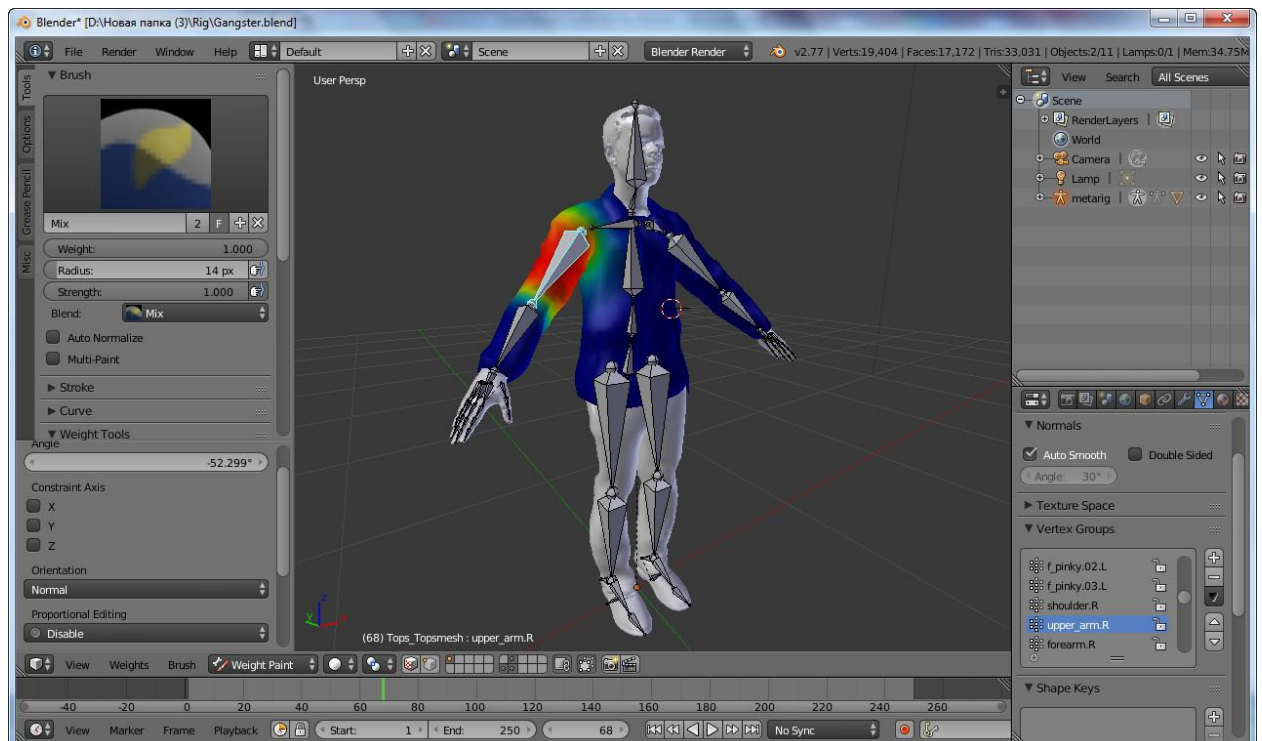 Blender* [D:\Новая папка (3)\Rig\Gangster.blend]
File Render Window Help Default Scene Blender Render v2.77 | Verts:19,404 | Faces:17,172 | Tris:33,031 | Objects:2/11 | Lamps:0/1 | Mem:34.75M
Tools
Options
Grease Pencil
Misc
Brush
Mix 2 F
Weight: 1.000
Radius: 14 px
Strength: 1.000
Blend: Mix
Auto Normalize
Multi-Paint
Stroke
Curve
Weight Tools
Angle
-52.299°
Constraint Axis
X
Y
Z
Orientation
Normal
Proportional Editing
Disable
User Persp
z
y
x
(68) Tops_Topsmesh : upper_arm.R
View Weights Brush Weight Paint
-40 -20 0 20 40 60 80 100 120 140 160 180 200 220 240 260
View Marker Frame Playback Start: 1 End: 250 68 No Sync
View Search All Scenes
Scene
RenderLayers |
World
Camera |
Lamp |
metarig |
Normals
Auto Smooth Double Sided
Angle: 30°
Texture Space
Vertex Groups
f_pinky.02.L
f_pinky.03.L
shoulder.R
upper_arm.R
forearm.R
Shape Keys